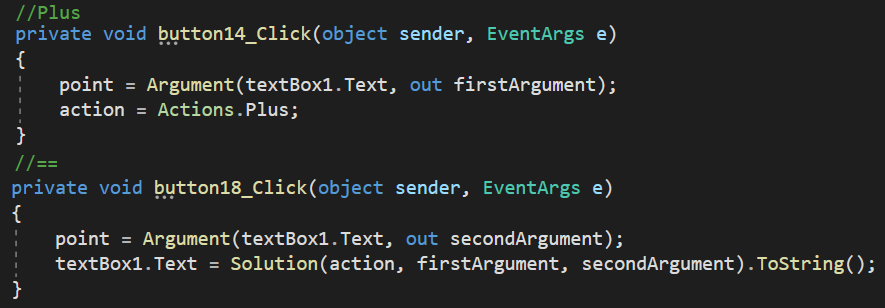 //Plus
private void button14_Click(object sender, EventArgs e)
{
point = Argument(textBox1.Text, out firstArgument);
action = Actions.Plus;
}
//==
private void button18_Click(object sender, EventArgs e)
{
point = Argument(textBox1.Text, out secondArgument);
textBox1.Text = Solution(action, firstArgument, secondArgument).ToString();
}